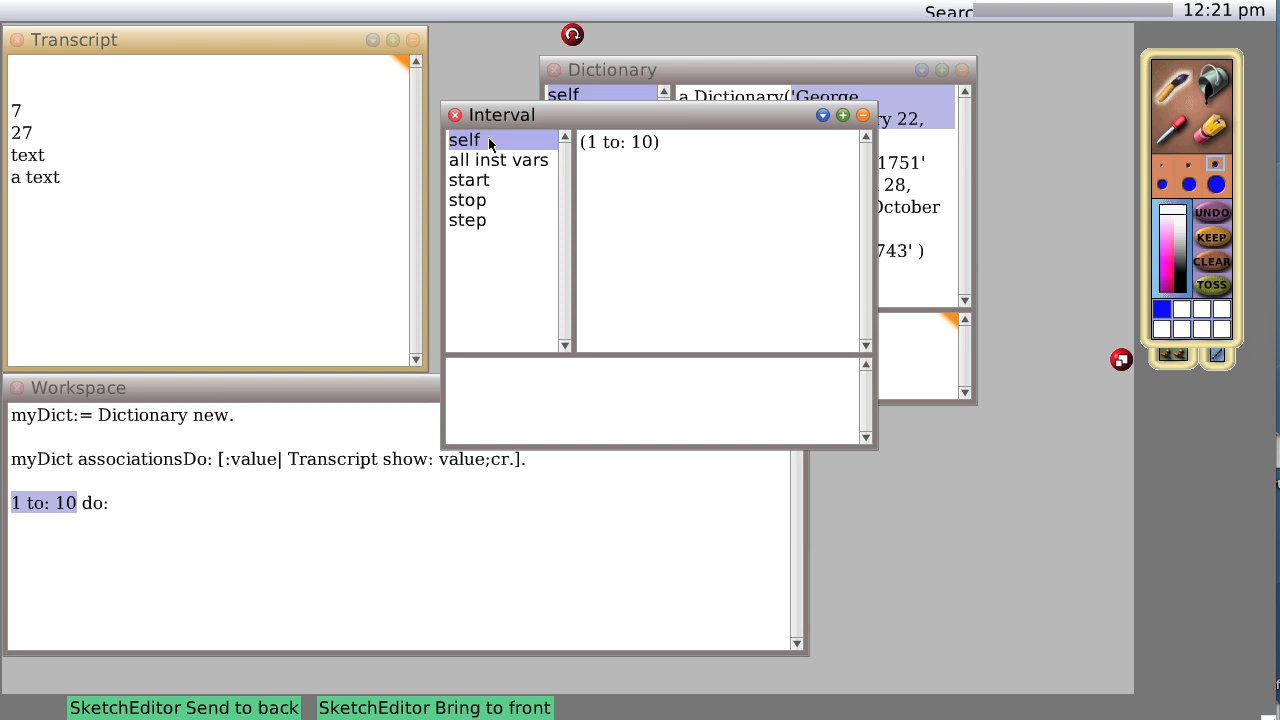 Searc
12:21 pm
Transcript
7
27
text
a text
Dictionary
self
a Dictionary('George
ry 22,
1751'
28,
October
743' )
Interval
self
all inst vars
start
stop
step
(1 to: 10)
Workspace
myDict:= Dictionary new.
myDict associationsDo: [:value| Transcript show: value;cr.].
1 to: 10 do:
UNDO
KEEP
CLEAR
TOSS
SketchEditor Send to back
SketchEditor Bring to front